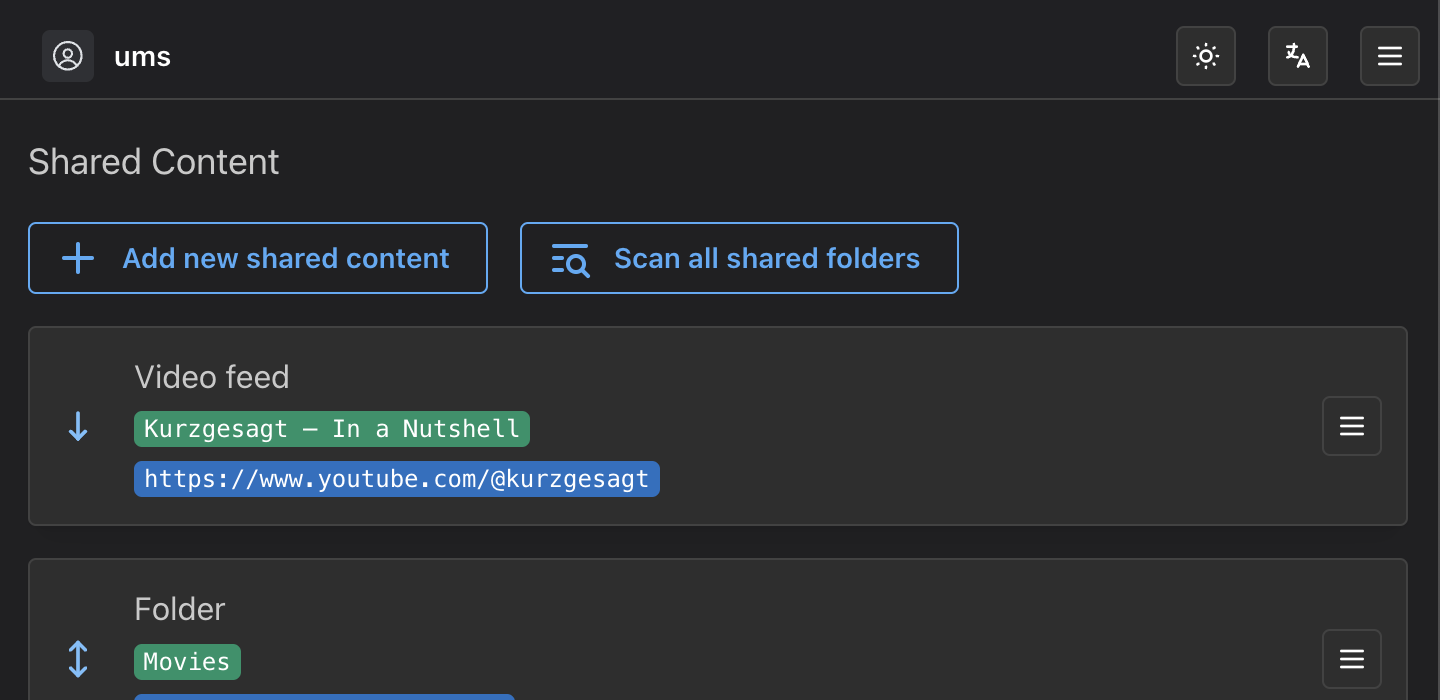 ums
Shared Content
Add new shared content
Scan all shared folders
Video feed
Kurzgesagt – In a Nutshell
https://www.youtube.com/@kurzgesagt
Folder
Movies